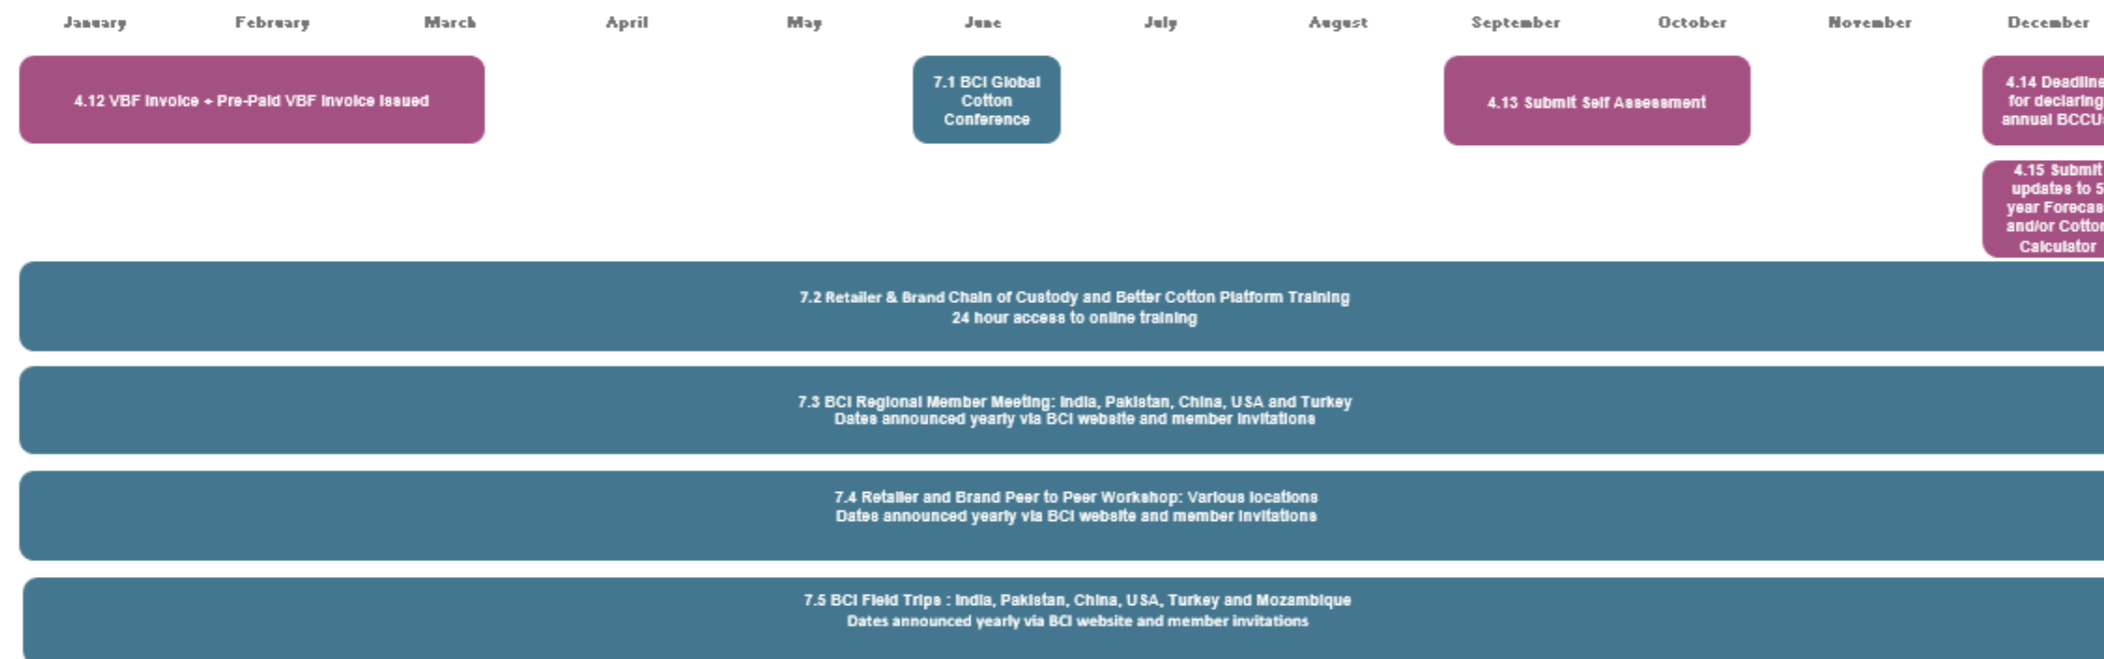 January February March April May June July August September October November December
4.12 VBF Invoice + Pre-Paid VBF Invoice Issued
7.1 BCI Global
Cotton
Conference
4.13 Submit Self Assessment
4.14 Deadline
for declaring
annual BCCUs
4.15 Submit
updates to 5
year Forecas
and/or Cotton
Calculator
7.2 Retailer & Brand Chain of Custody and Better Cotton Platform Training
24 hour access to online training
7.3 BCI Regional Member Meeting: India, Pakistan, China, USA and Turkey
Dates announced yearly via BCI website and member invitations
7.4 Retailer and Brand Peer to Peer Workshop: Various locations
Dates announced yearly via BCI website and member invitations
7.5 BCI Field Trips : India, Pakistan, China, USA, Turkey and Mozambique
Dates announced yearly via BCI website and member invitations